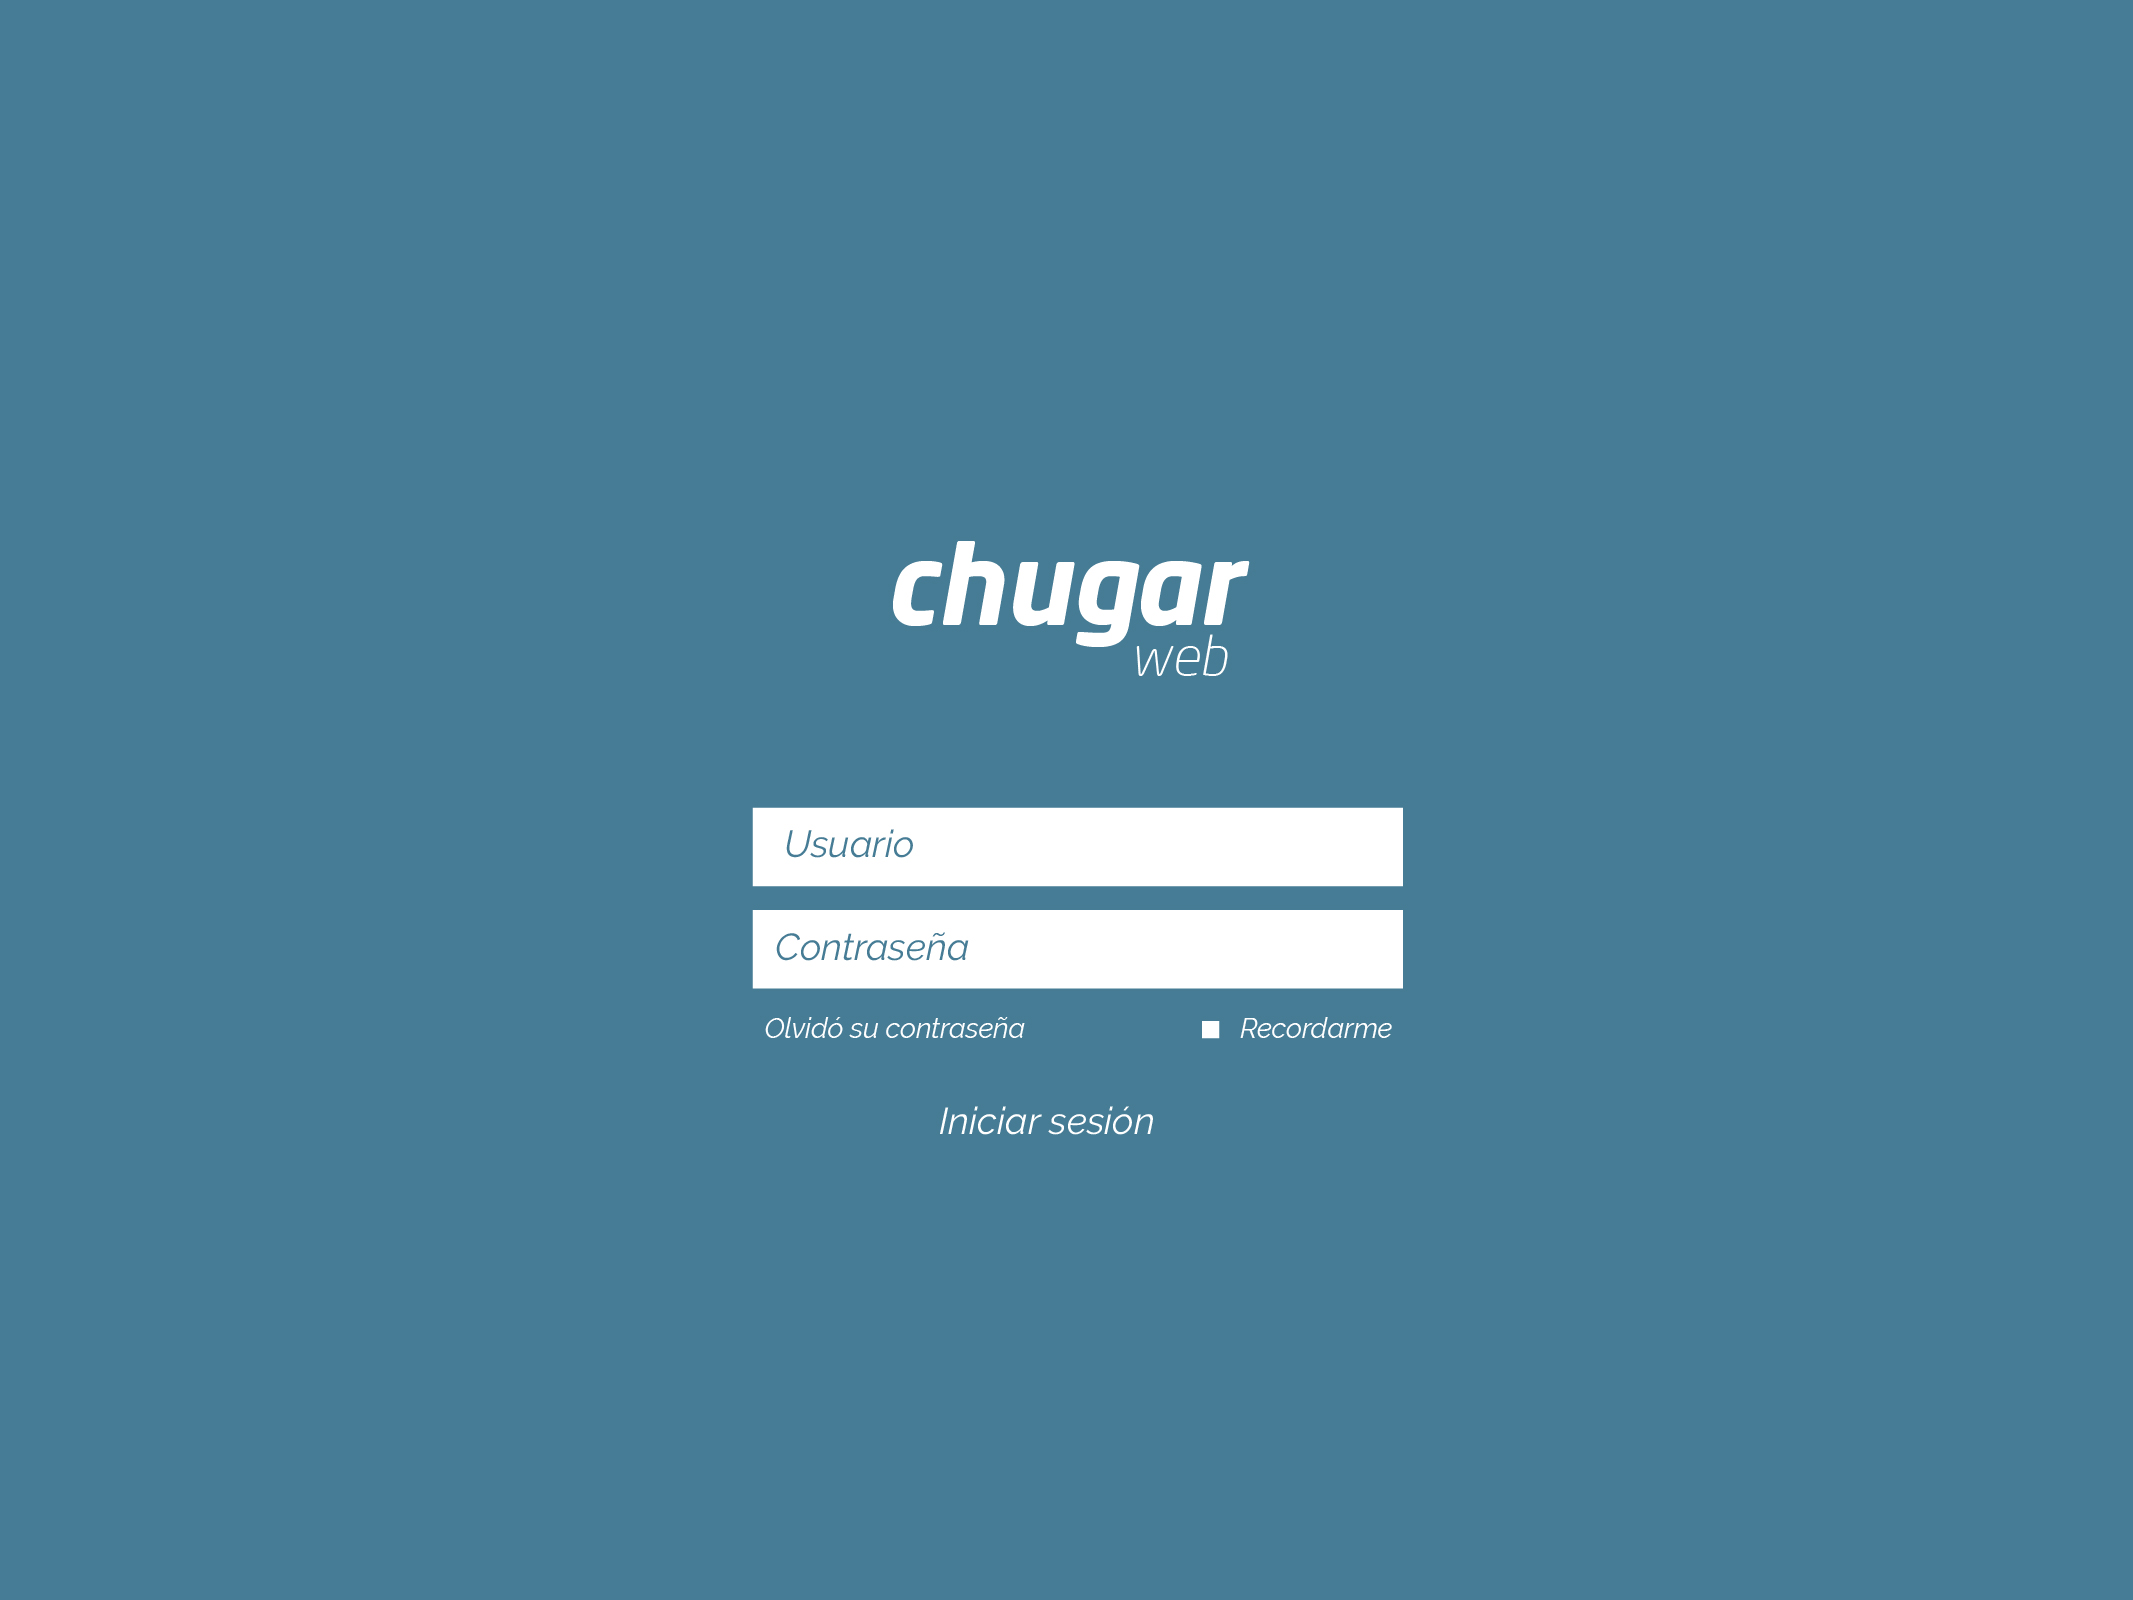 chugar
web
Usuario
Contraseña
Olvidó su contraseña
Recordarme
Iniciar sesión